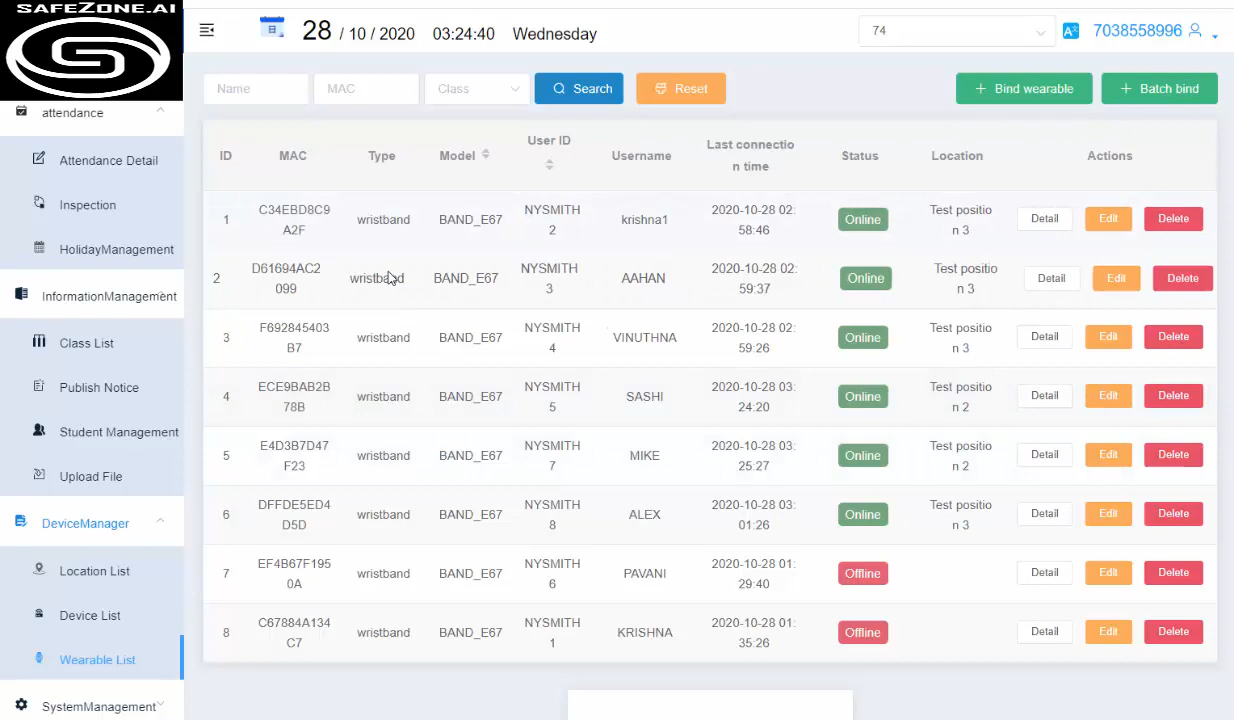 SAFEZONE.AI
28 / 10 / 2020 03:24:40 Wednesday
74
7038558996
attendance
Attendance Detail
Inspection
HolidayManagement
InformationManagement
Class List
Publish Notice
Student Management
Upload File
DeviceManager
Location List
Device List
Wearable List
SystemManagement
Name MAC Class Search Reset + Bind wearable + Batch bind
ID MAC Type Model User ID Username Last connectio
n time Status Location Actions
1 C34EBD8C9 wristband BAND_E67 NYSMITH krishna1 2020-10-28 02: Online Test positio Detail Edit Delete
A2F 2 58:46 n 3
2 D61694AC2 wristband BAND_E67 NYSMITH AAHAN 2020-10-28 02: Online Test positio Detail Edit Delete
099 3 59:37 n 3
3 F692845403 wristband BAND_E67 NYSMITH VINUTHNA 2020-10-28 02: Online Test positio Detail Edit Delete
B7 4 59:26 n 3
4 ECE9BAB2B wristband BAND_E67 NYSMITH SASHI 2020-10-28 03: Online Test positio Detail Edit Delete
78B 5 24:20 n 2
5 E4D3B7D47 wristband BAND_E67 NYSMITH MIKE 2020-10-28 03: Online Test positio Detail Edit Delete
F23 7 25:27 n 2
6 DFFDE5ED4 wristband BAND_E67 NYSMITH ALEX 2020-10-28 03: Online Test positio Detail Edit Delete
D5D 8 01:26 n 3
7 EF4B67F195 wristband BAND_E67 NYSMITH PAVANI 2020-10-28 01: Offline Detail Edit Delete
0A 6 29:40
8 C67884A134 wristband BAND_E67 NYSMITH KRISHNA 2020-10-28 01: Offline Detail Edit Delete
C7 1 35:26